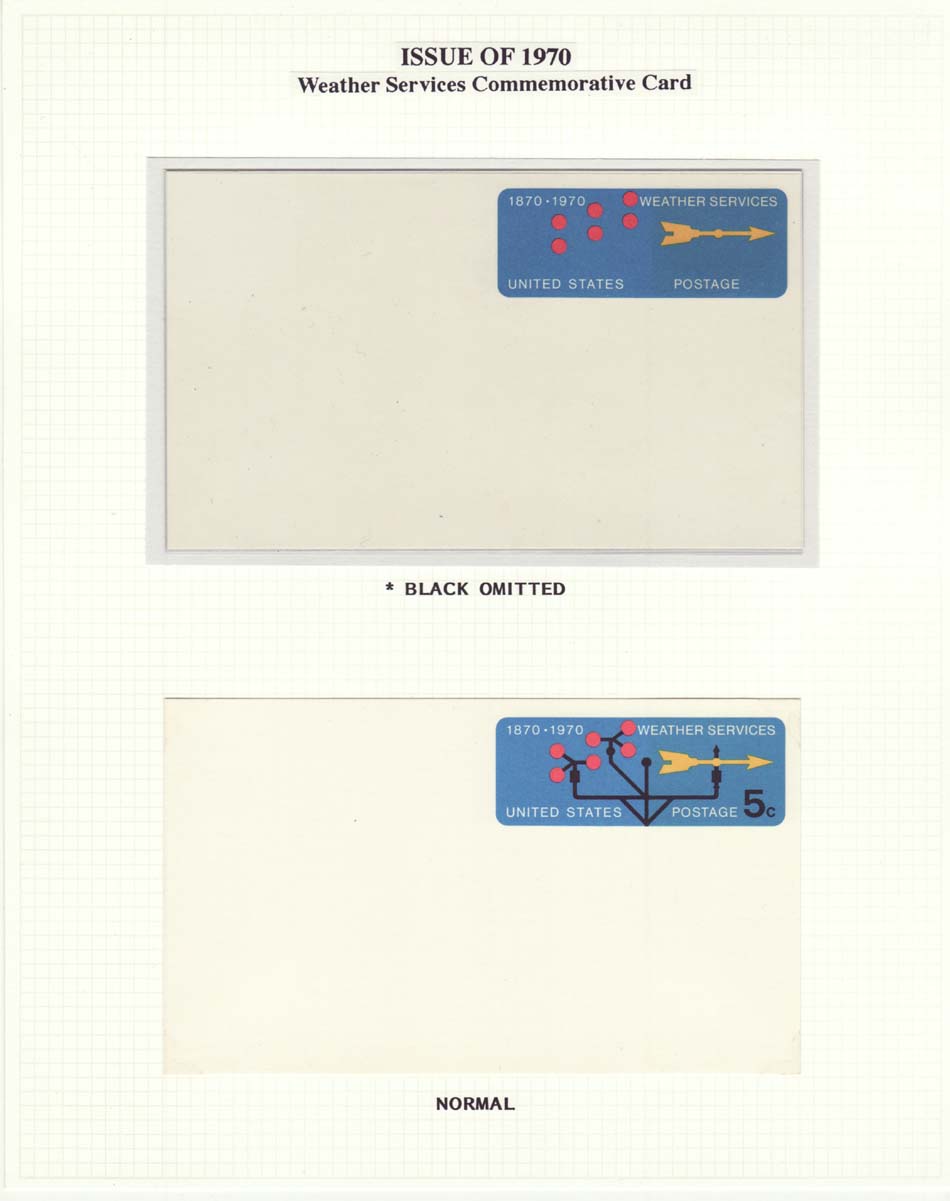 ISSUE OF 1970
Weather Services Commemorative Card
1870 · 1970 WEATHER SERVICES
UNITED STATES POSTAGE
* BLACK OMITTED
1870 · 1970 WEATHER SERVICES
UNITED STATES POSTAGE 5c
NORMAL